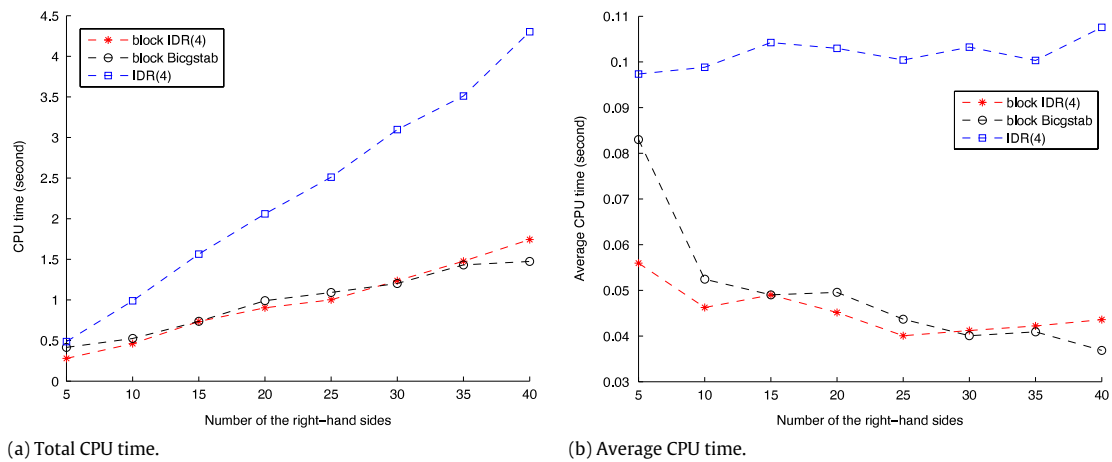 4.5
4
3.5
3
2.5
2
1.5
1
0.5
0
CPU time (second)
block IDR(4)
block Bicgstab
IDR(4)
5 10 15 20 25 30 35 40
Number of the right-hand sides
(a) Total CPU time.
0.11
0.1
0.09
0.08
0.07
0.06
0.05
0.04
0.03
Average CPU time (second)
block IDR(4)
block Bicgstab
IDR(4)
5 10 15 20 25 30 35 40
Number of the right-hand sides
(b) Average CPU time.